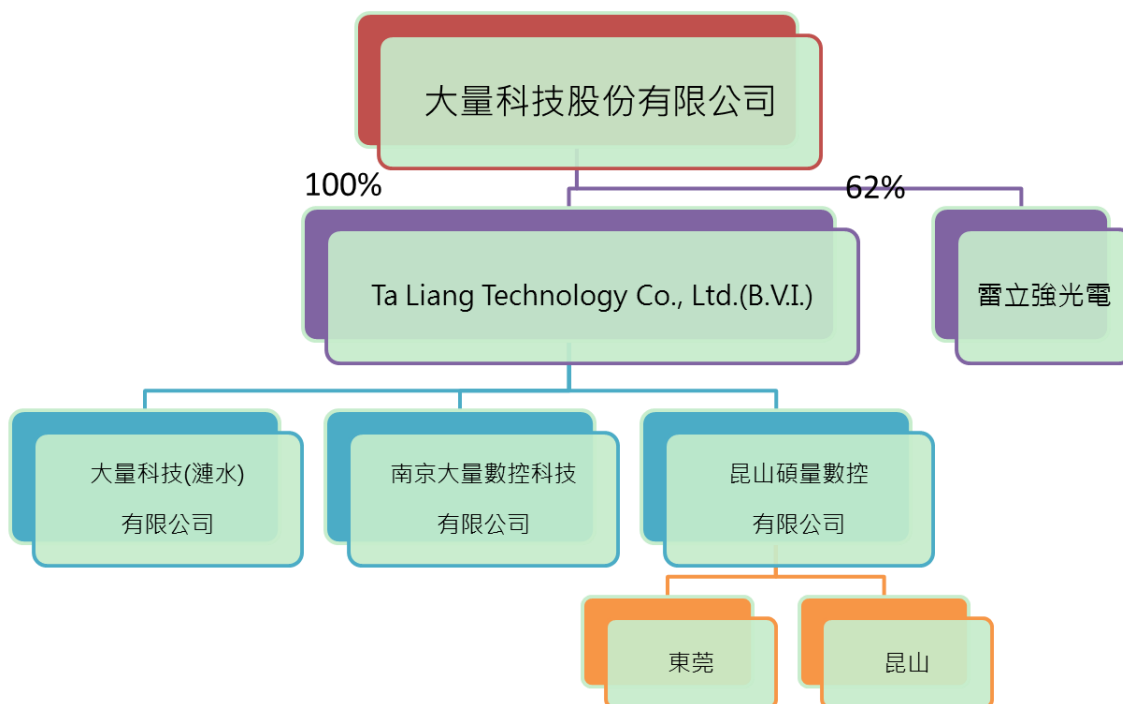 大量科技股份有限公司
100%
62%
Ta Liang Technology Co., Ltd.(B.V.I.)
雷立強光電
大量科技(漣水)
有限公司
南京大量數控科技
有限公司
昆山碩量數控
有限公司
東莞
昆山